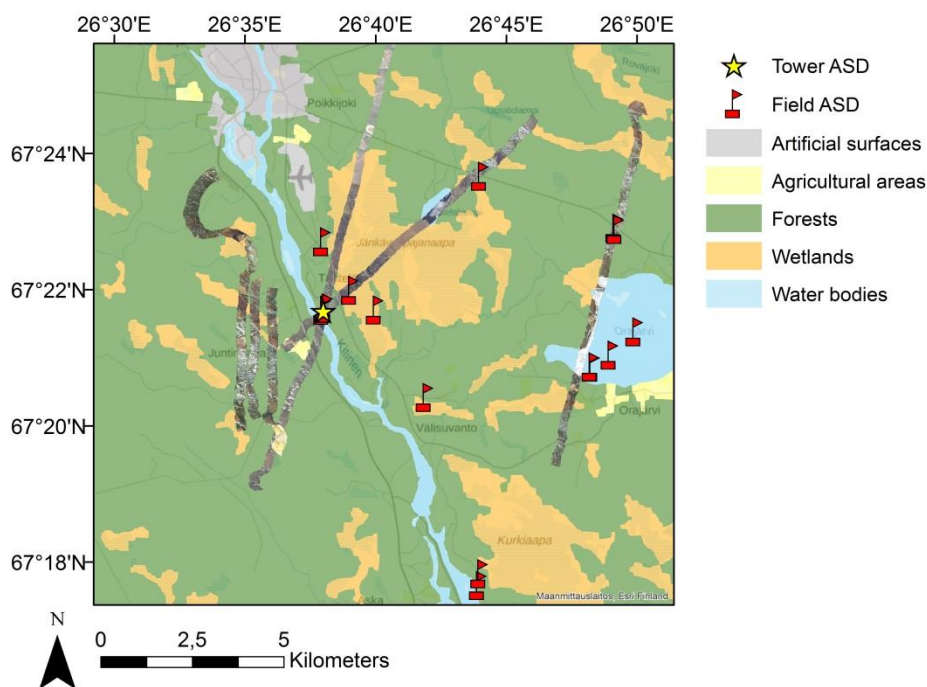 26°30'E 26°35'E 26°40'E 26°45'E 26°50'E
67°24'N
67°22'N
67°20'N
67°18'N
Rovajoki
Poikkijoki
Orajärvi
Kitinen
Välisuvanto
Orajärvi
Kurkiaapa
Maanmittauslaitos, Esri Finland
Tower ASD
Field ASD
Artificial surfaces
Agricultural areas
Forests
Wetlands
Water bodies
N
0 2,5 5
Kilometers